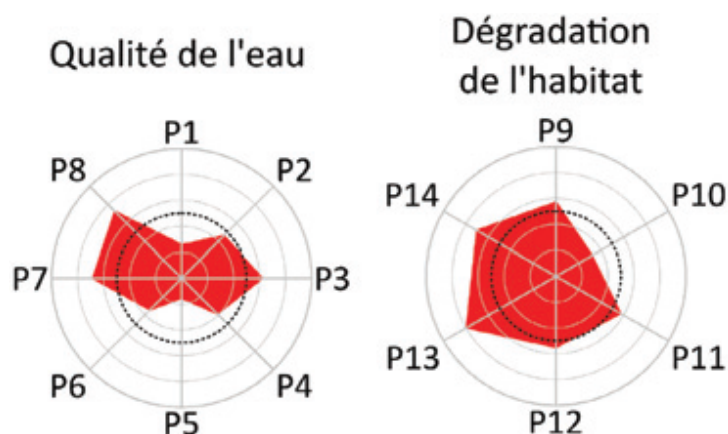 Qualité de l'eau
Dégradation
de l'habitat
P1
P2
P3
P4
P5
P6
P7
P8
P9
P10
P11
P12
P13
P14